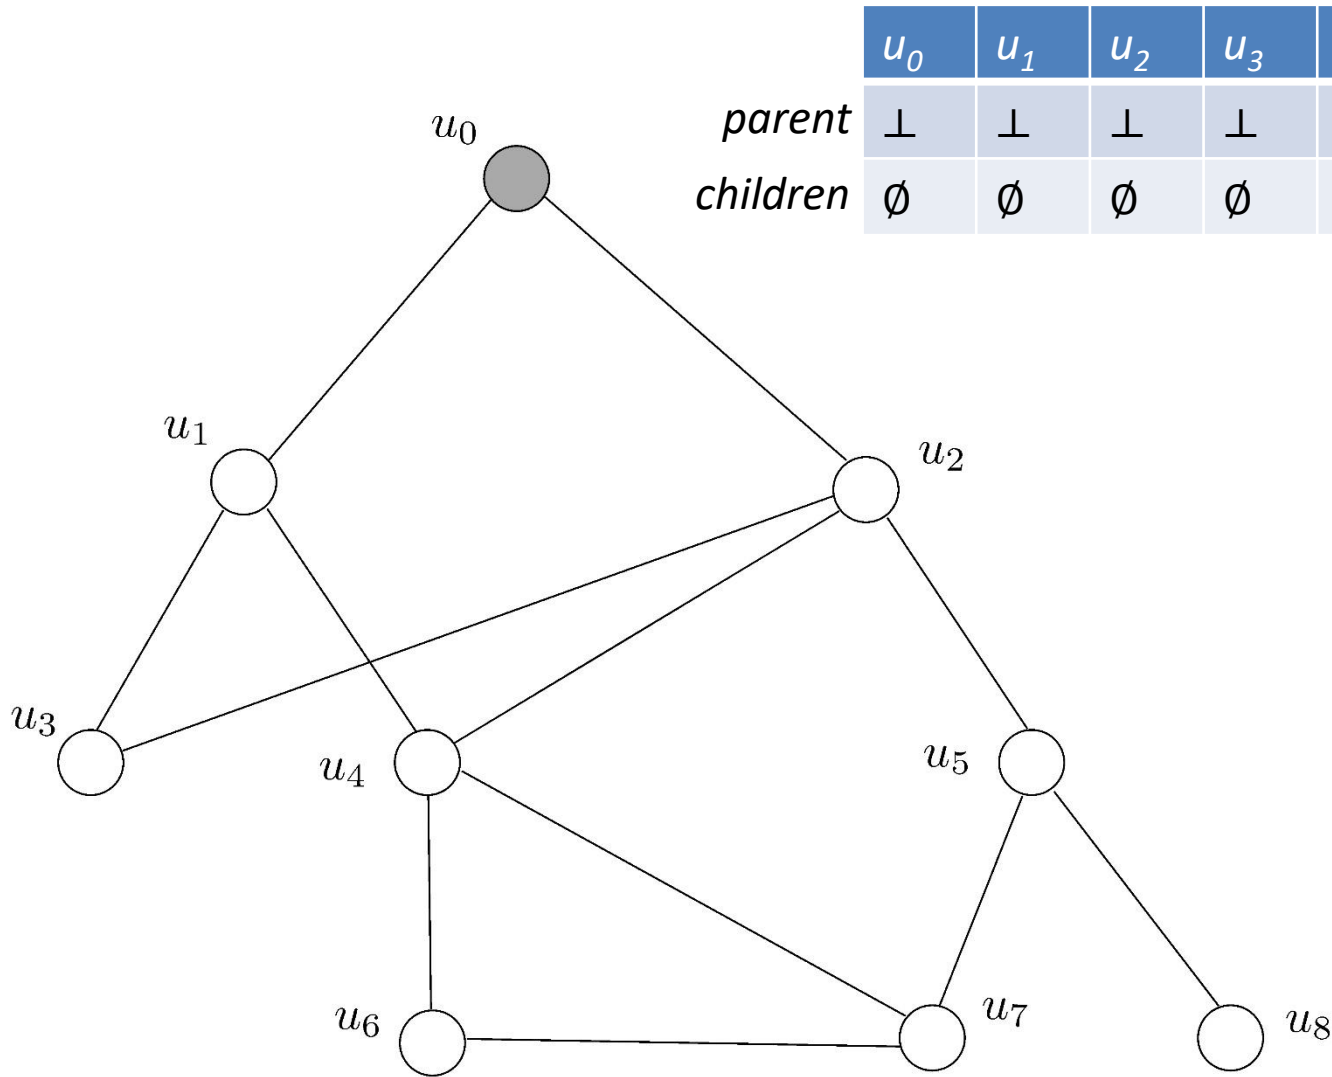 u₀ u₁ u₂ u₃
parent ⊥ ⊥ ⊥ ⊥
children ∅ ∅ ∅ ∅
u₀
u₁
u₂
u₃
u₄
u₅
u₆
u₇
u₈